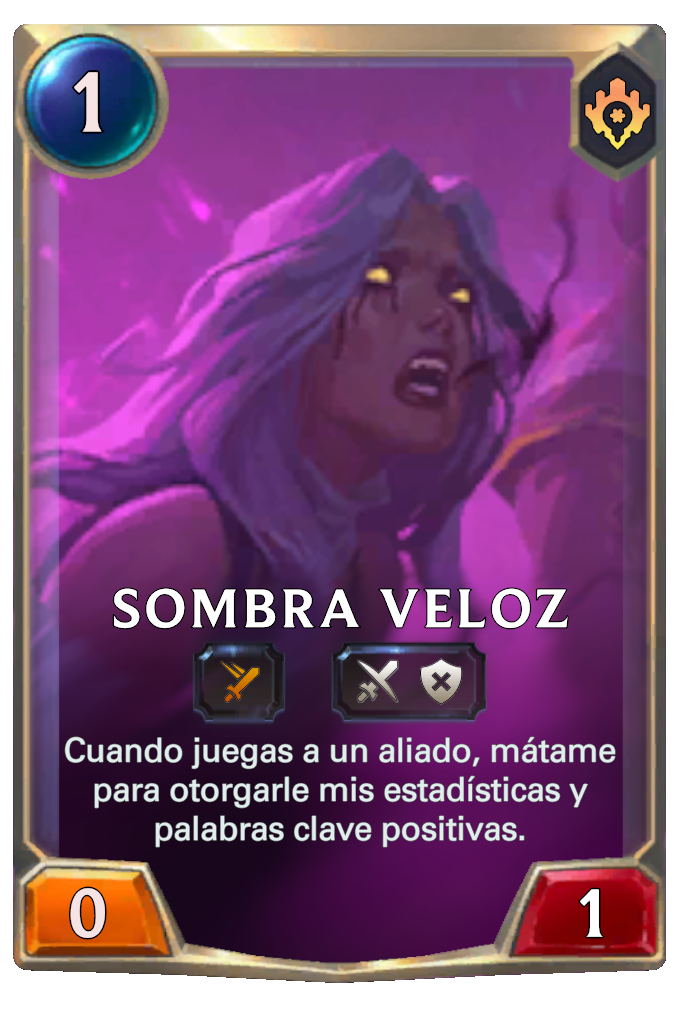 1
SOMBRA VELOZ
Cuando juegas a un aliado, mátame
para otorgarle mis estadísticas y
palabras clave positivas.
0
1